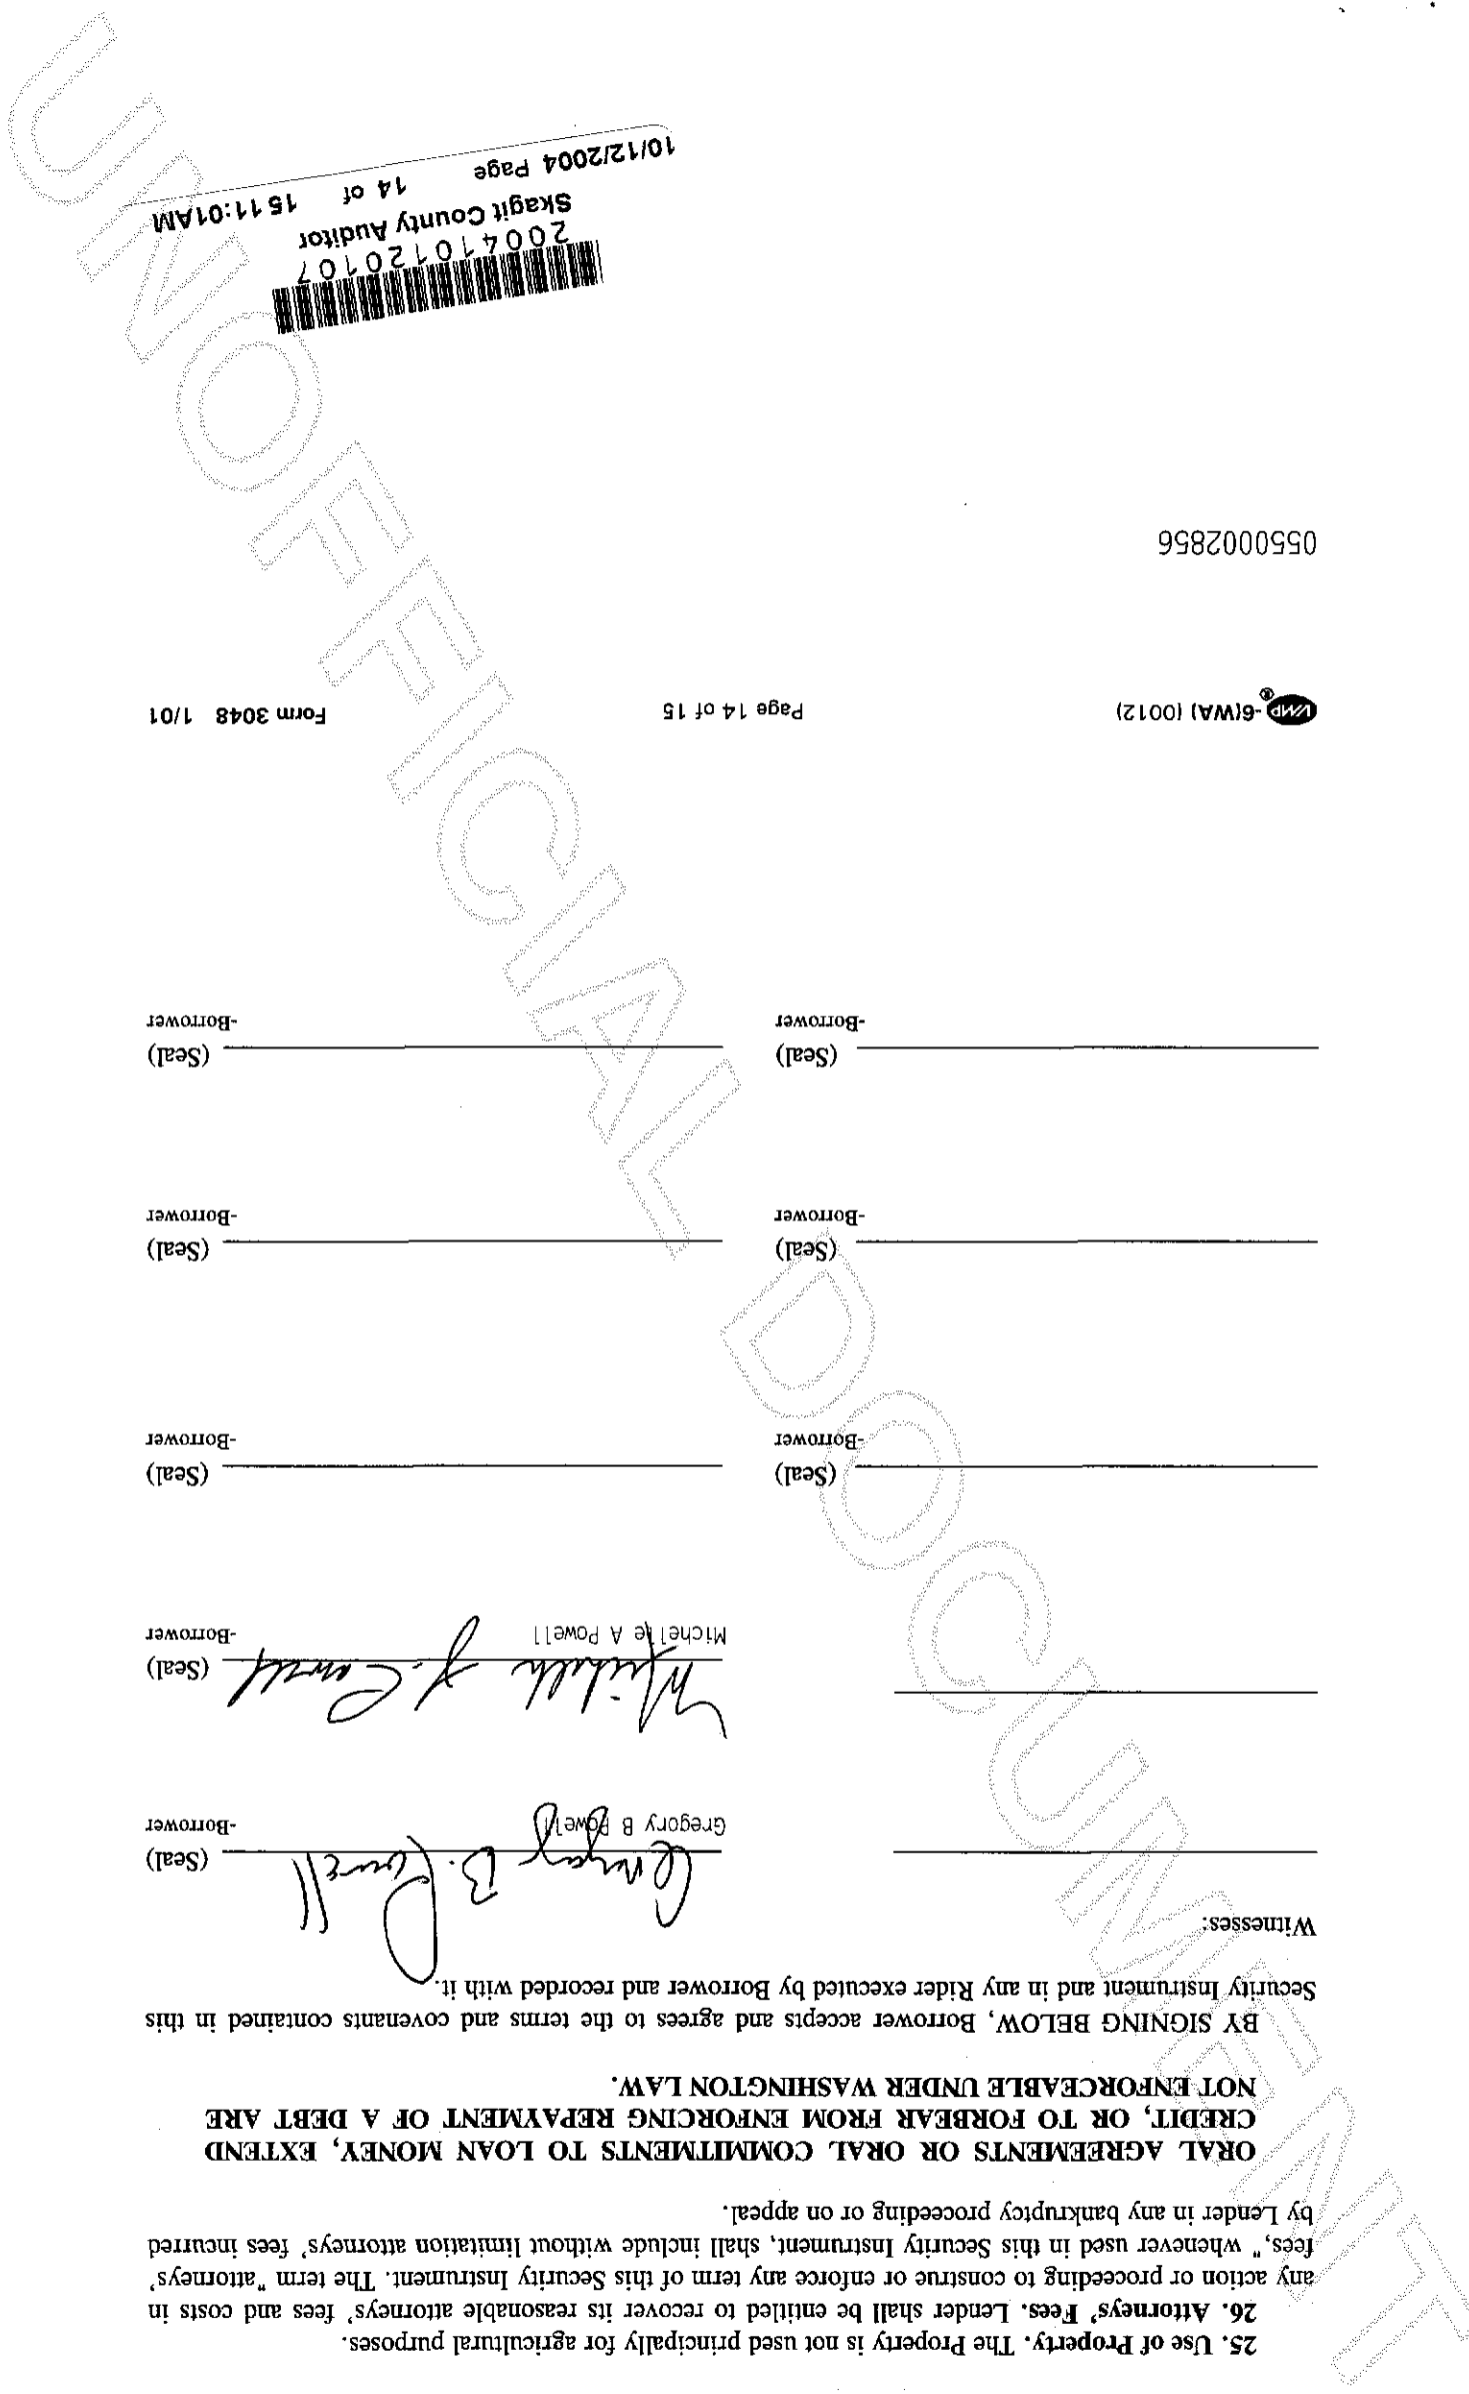 25. Use of Property. The Property is not used principally for agricultural purposes.
26. Attorneys' Fees. Lender shall be entitled to recover its reasonable attorneys' fees and costs in
any action or proceeding to construe or enforce any term of this Security Instrument. The term "attorneys'
fees," whenever used in this Security Instrument, shall include without limitation attorneys' fees incurred
by Lender in any bankruptcy proceeding or on appeal.
ORAL AGREEMENTS OR ORAL COMMITMENTS TO LOAN MONEY, EXTEND
CREDIT, OR TO FORBEAR FROM ENFORCING REPAYMENT OF A DEBT ARE
NOT ENFORCEABLE UNDER WASHINGTON LAW.
BY SIGNING BELOW, Borrower accepts and agrees to the terms and covenants contained in this
Security Instrument and in any Rider executed by Borrower and recorded with it.
Witnesses:
Gregory B. Powell (Seal)
Gregory B Powell -Borrower
Michelle A. Powell (Seal)
Michelle A Powell -Borrower
(Seal) (Seal)
-Borrower -Borrower
(Seal) (Seal)
-Borrower -Borrower
(Seal) (Seal)
-Borrower -Borrower
VMP®-6(WA) (0012) Page 14 of 15 Form 3048 1/01
0550002856
200410120107
Skagit County Auditor
10/12/2004 Page 14 of 15 11:01AM
UNOFFICIAL DOCUMENT